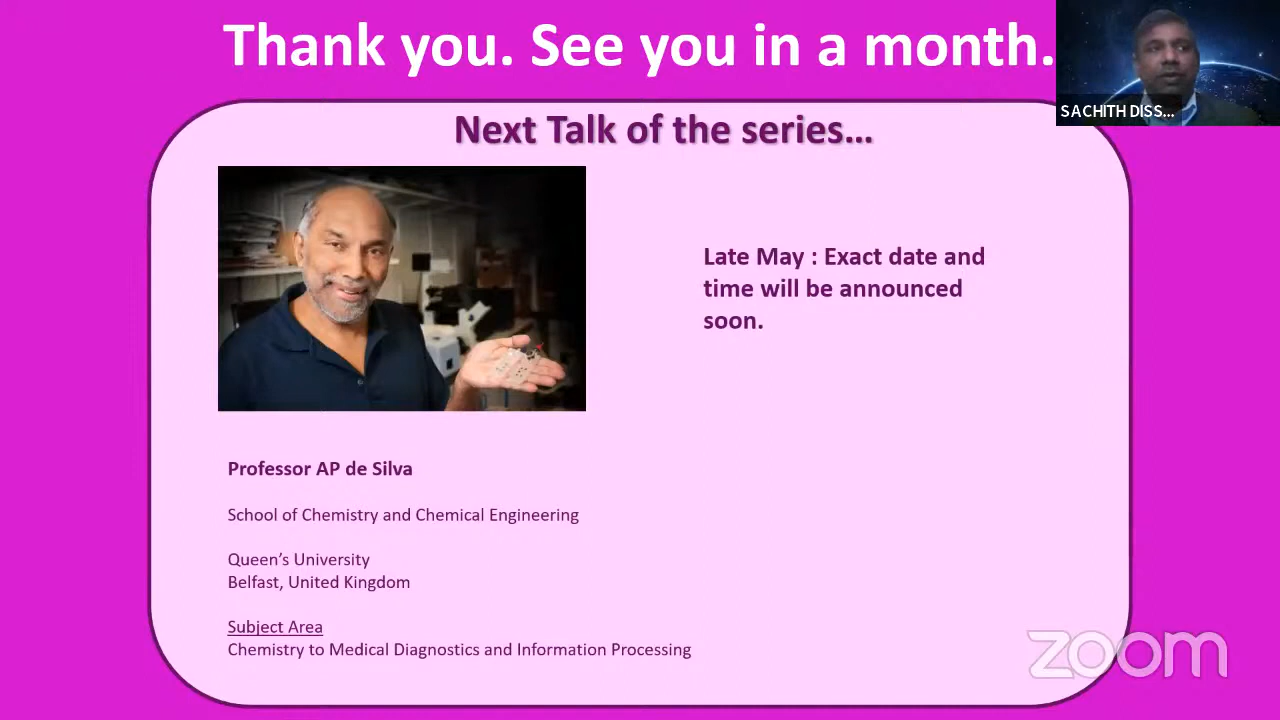 Thank you. See you in a month.
SACHITH DISS...
Next Talk of the series...
Late May : Exact date and
time will be announced
soon.
Professor AP de Silva
School of Chemistry and Chemical Engineering
Queen’s University
Belfast, United Kingdom
Subject Area
Chemistry to Medical Diagnostics and Information Processing
zoom